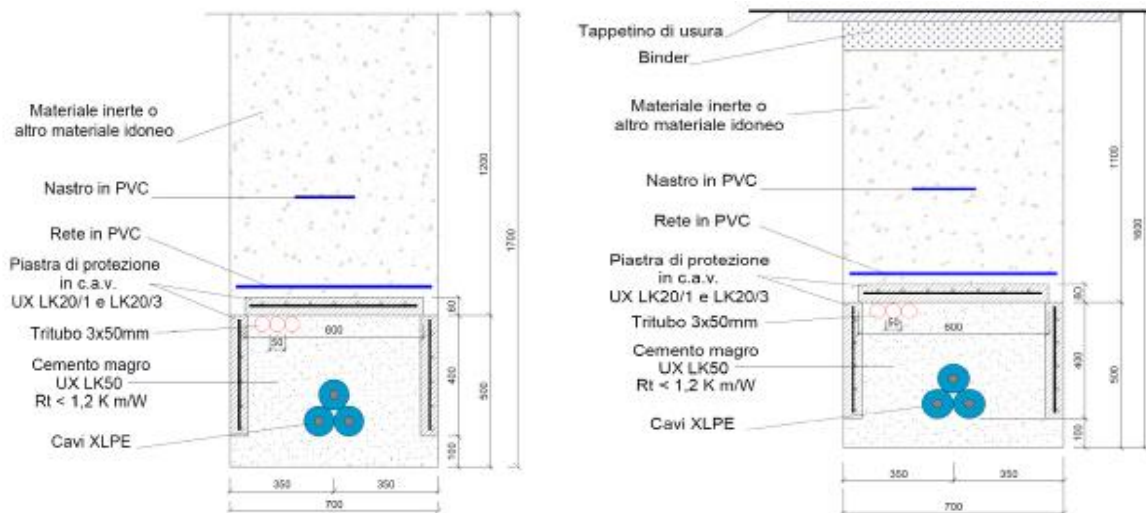 Materiale inerte o
altro materiale idoneo
Nastro in PVC
Rete in PVC
Piastra di protezione
in c.a.v.
UX LK20/1 e LK20/3
Tritubo 3x50mm
Cemento magro
UX LK50
Rt < 1,2 K m/W
Cavi XLPE
1200
1700
60
600
50
400
500
100
350
350
700
Tappetino di usura
Binder
Materiale inerte o
altro materiale idoneo
Nastro in PVC
Rete in PVC
Piastra di protezione
in c.a.v.
UX LK20/1 e LK20/3
Tritubo 3x50mm
Cemento magro
UX LK50
Rt < 1,2 K m/W
Cavi XLPE
1100
1600
60
600
50
400
500
100
350
350
700